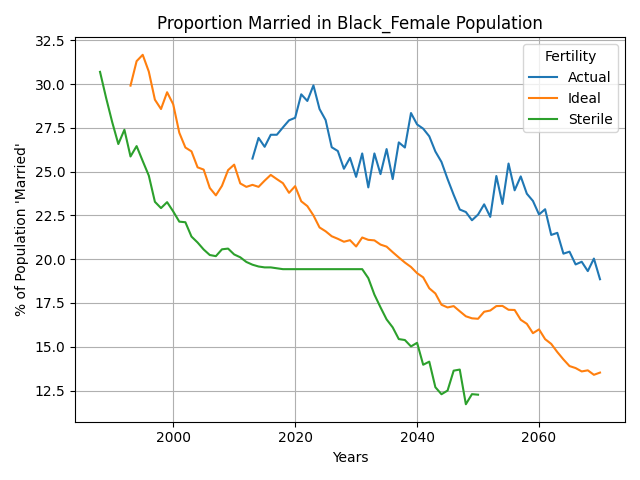 Proportion Married in Black_Female Population
% of Population 'Married'
32.5
30.0
27.5
25.0
22.5
20.0
17.5
15.0
12.5
Fertility
Actual
Ideal
Sterile
2000
2020
2040
2060
Years